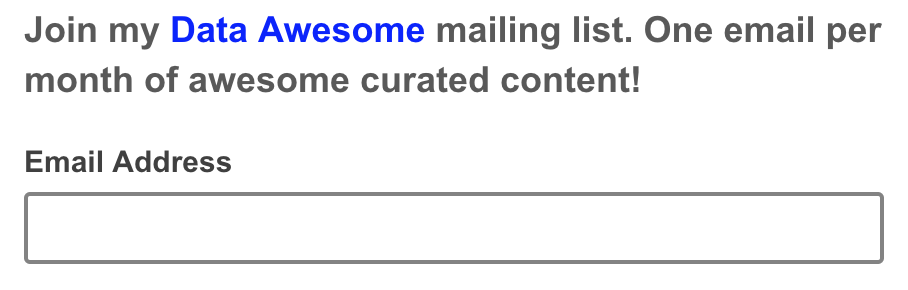 Join my Data Awesome mailing list. One email per
month of awesome curated content!
Email Address